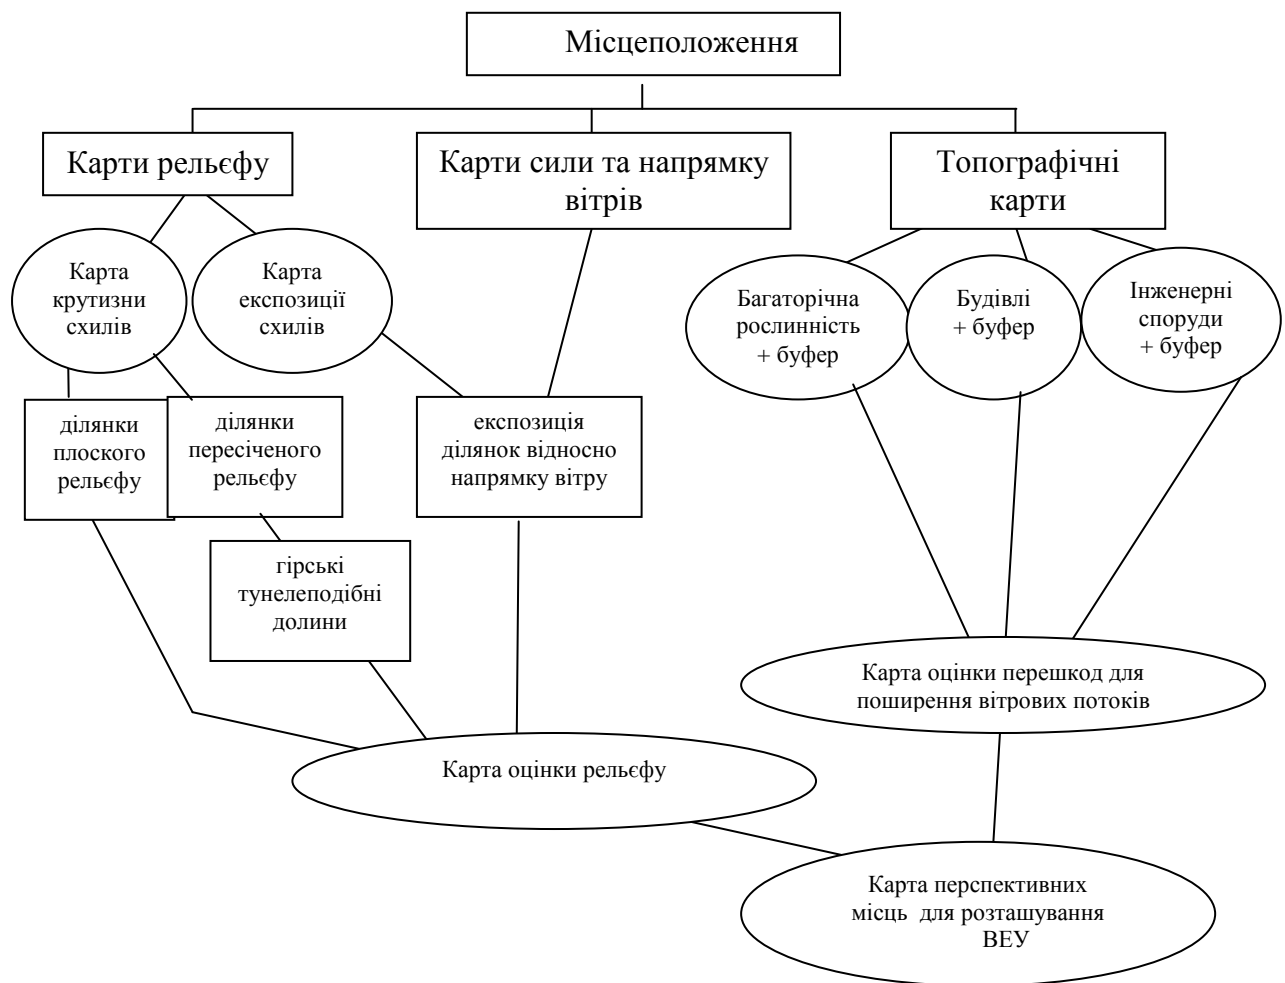 Місцеположення
Карти рельєфу
Карти сили та напрямку
вітрів
Топографічні
карти
Карта
крутизни
схилів
Карта
експозиції
схилів
Багаторічна
рослинність
+ буфер
Будівлі
+ буфер
Інженерні
споруди
+ буфер
ділянки
плоского
рельєфу
ділянки
пересіченого
рельєфу
експозиція
ділянок відносно
напрямку вітру
гірські
тунелеподібні
долини
Карта оцінки перешкод для
поширення вітрових потоків
Карта оцінки рельєфу
Карта перспективних
місць для розташування
ВЕУ